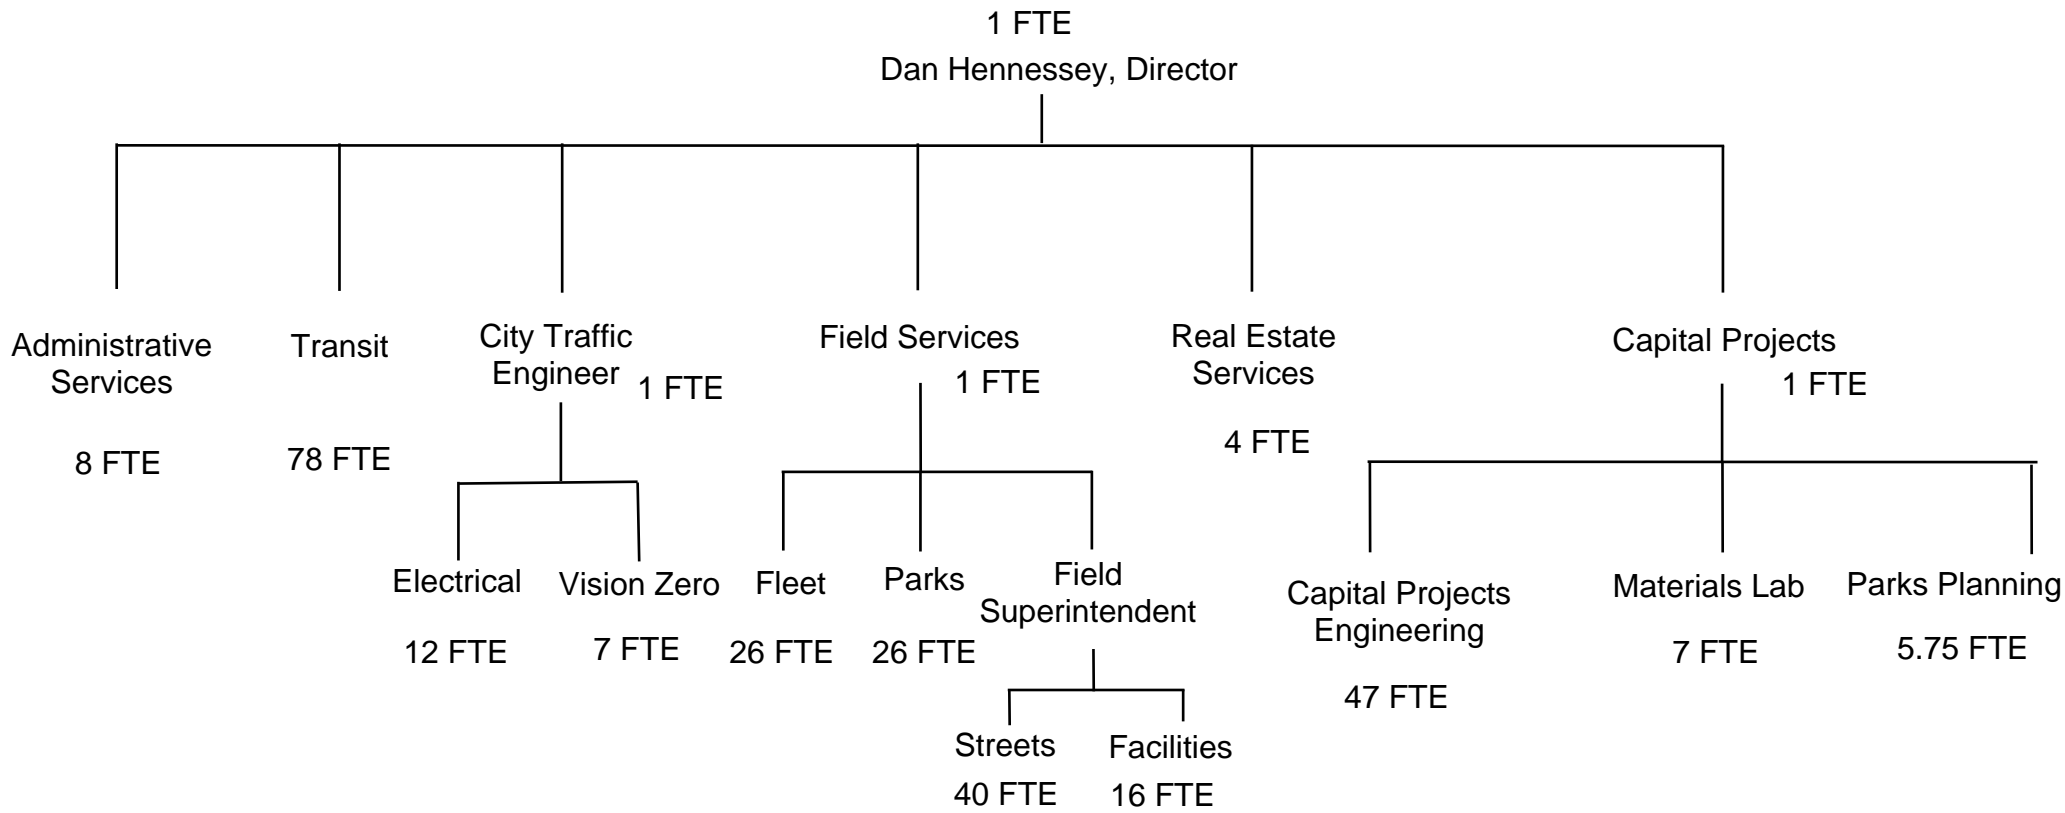 1 FTE
Dan Hennessey, Director
Administrative
Services
8 FTE
Transit
78 FTE
City Traffic
Engineer
1 FTE
Field Services
1 FTE
Real Estate
Services
4 FTE
Capital Projects
1 FTE
Electrical
12 FTE
Vision Zero
7 FTE
Fleet
26 FTE
Parks
26 FTE
Field
Superintendent
Streets
40 FTE
Facilities
16 FTE
Capital Projects
Engineering
47 FTE
Materials Lab
7 FTE
Parks Planning
5.75 FTE